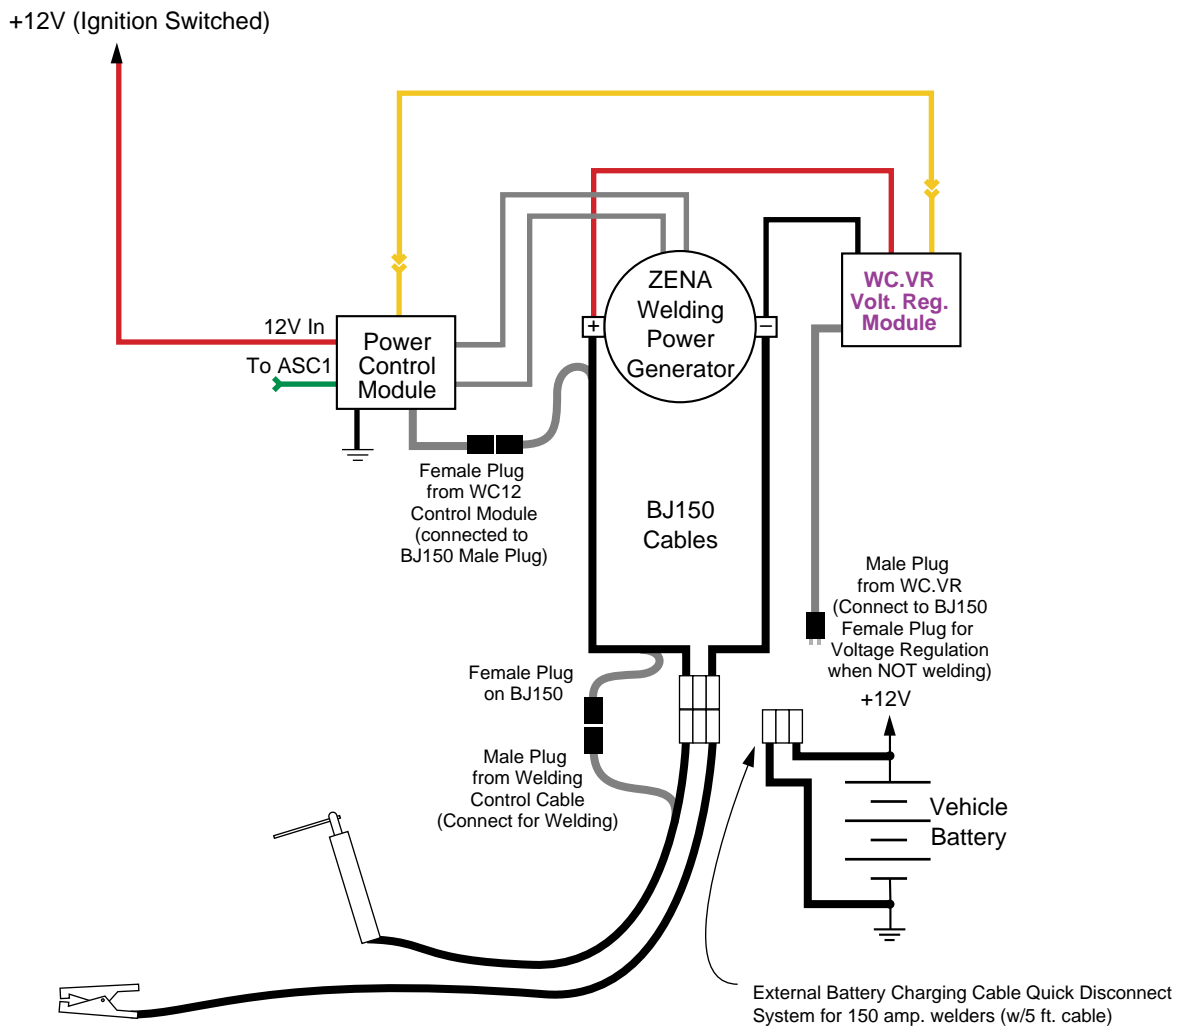 +12V (Ignition Switched)
ZENA
Welding
Power
Generator
+
−
WC.VR
Volt. Reg.
Module
12V In
To ASC1
Power
Control
Module
Female Plug
from WC12
Control Module
(connected to
BJ150 Male Plug)
BJ150
Cables
Male Plug
from WC.VR
(Connect to BJ150
Female Plug for
Voltage Regulation
when NOT welding)
Female Plug
on BJ150
+12V
Male Plug
from Welding
Control Cable
(Connect for Welding)
Vehicle
Battery
External Battery Charging Cable Quick Disconnect
System for 150 amp. welders (w/5 ft. cable)